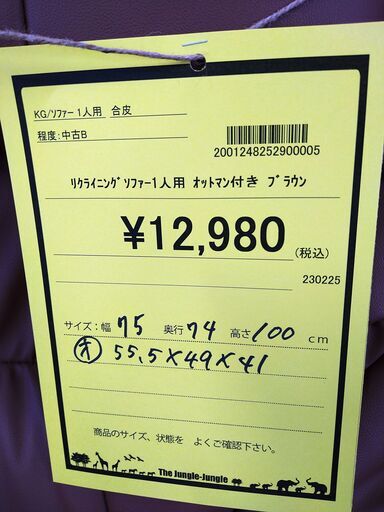 KG/ｿﾌｧｰ 1人用 合皮
程度:中古B
2001248252900005
ﾘｸﾗｲﾆﾝｸﾞｿﾌｧｰ1人用 ｵｯﾄﾏﾝ付き ﾌﾞﾗｳﾝ
¥12,980
(税込)
230225
サイズ:幅 75 奥行 74 高さ 100 cm
オ 55.5×49×41
商品のサイズ、状態を よくご確認下さい。
The Jungle-Jungle